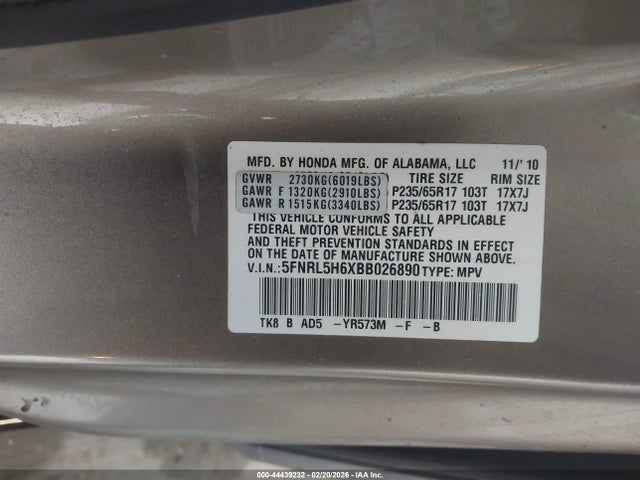 MFD. BY HONDA MFG. OF ALABAMA, LLC 11/'10
GVWR 2730KG(6019LBS) TIRE SIZE RIM SIZE
GAWR F 1320KG(2910LBS) P235/65R17 103T 17X7J
GAWR R 1515KG(3340LBS) P235/65R17 103T 17X7J
THIS VEHICLE CONFORMS TO ALL APPLICABLE
FEDERAL MOTOR VEHICLE SAFETY
AND THEFT PREVENTION STANDARDS IN EFFECT
ON THE DATE OF MANUFACTURE SHOWN ABOVE.
V.I.N.: 5FNRL5H6XBB026890 TYPE: MPV
TK8 B AD5 -YR573M -F -B
000-44439232 - 02/20/2026 - IAA Inc.